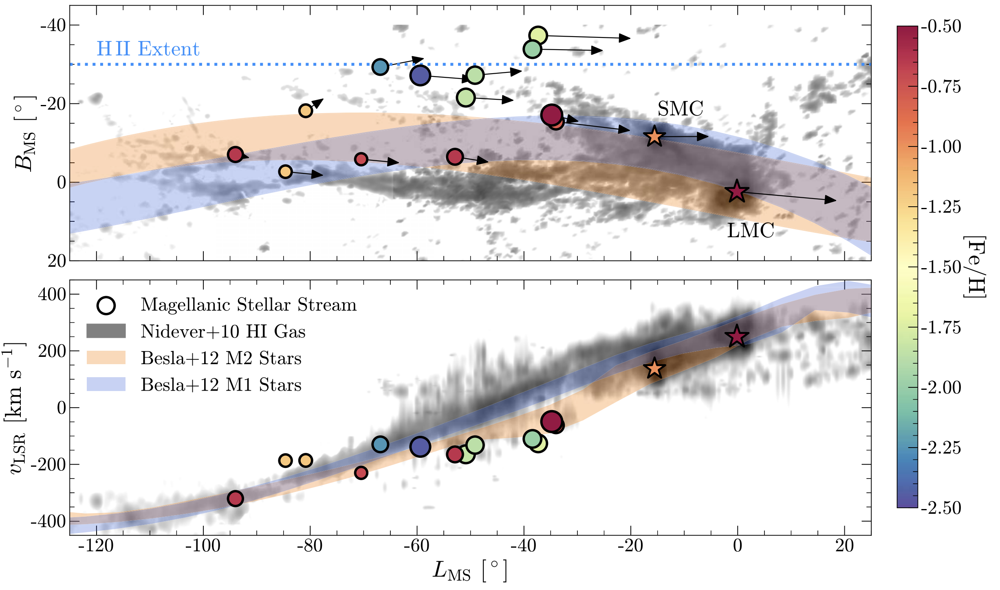 -40
-20
0
20
B_MS [°]
H II Extent
SMC
LMC
400
200
0
-200
-400
v_LSR [km s⁻¹]
Magellanic Stellar Stream
Nidever+10 HI Gas
Besla+12 M2 Stars
Besla+12 M1 Stars
-120 -100 -80 -60 -40 -20 0 20
L_MS [°]
-0.50
-0.75
-1.00
-1.25
-1.50
-1.75
-2.00
-2.25
-2.50
[Fe/H]